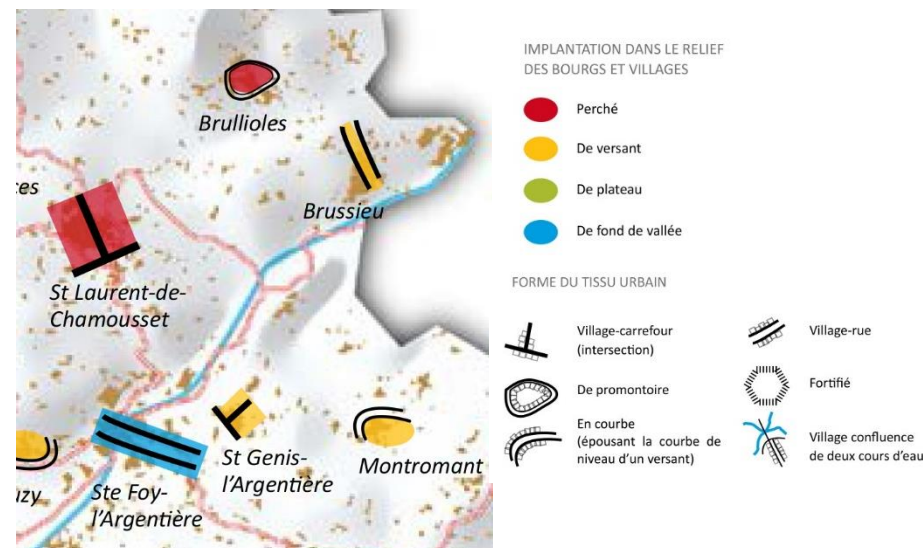 Brullioles
Brussieu
ces
St Laurent-de-
Chamousset
St Genis-
l'Argentière
Montromant
uzy
Ste Foy-
l'Argentière
IMPLANTATION DANS LE RELIEF
DES BOURGS ET VILLAGES
Perché
De versant
De plateau
De fond de vallée
FORME DU TISSU URBAIN
Village-carrefour
(intersection)
De promontoire
En courbe
(épousant la courbe de
niveau d'un versant)
Village-rue
Fortifié
Village confluence
de deux cours d'eau